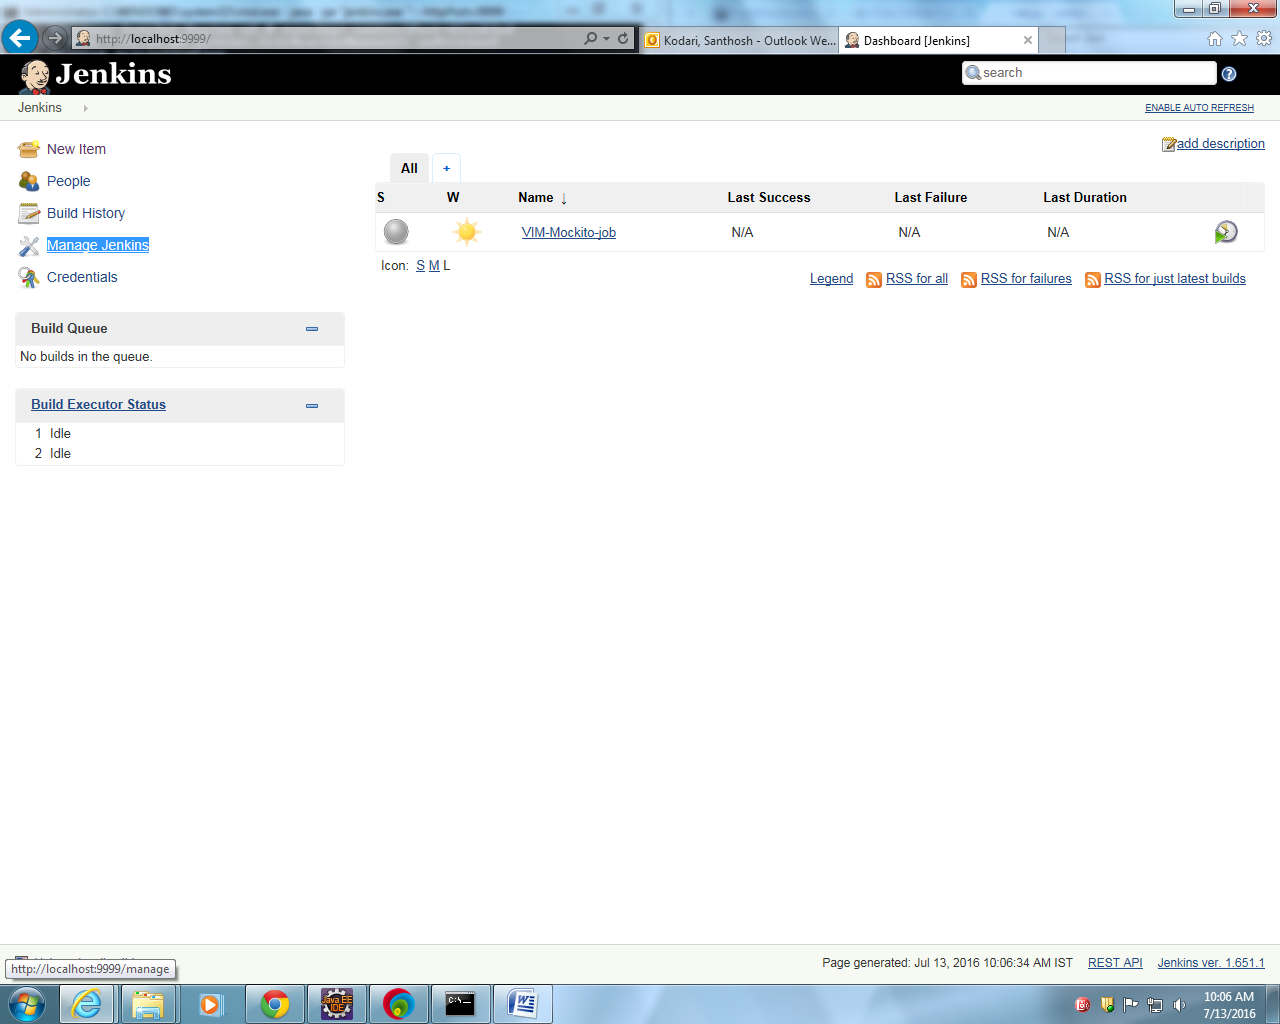 http://localhost:9999/
Kodari, Santhosh - Outlook We...
Dashboard [Jenkins]
Jenkins
search
Jenkins
ENABLE AUTO REFRESH
New Item
People
Build History
Manage Jenkins
Credentials
add description
All +
S W Name ↓ Last Success Last Failure Last Duration
VIM-Mockito-job N/A N/A N/A
Icon: S M L
Legend RSS for all RSS for failures RSS for just latest builds
Build Queue
No builds in the queue.
Build Executor Status
1 Idle
2 Idle
http://localhost:9999/manage
Page generated: Jul 13, 2016 10:06:34 AM IST REST API Jenkins ver. 1.651.1
Java EE
IDE
C:\.
10:06 AM
7/13/2016